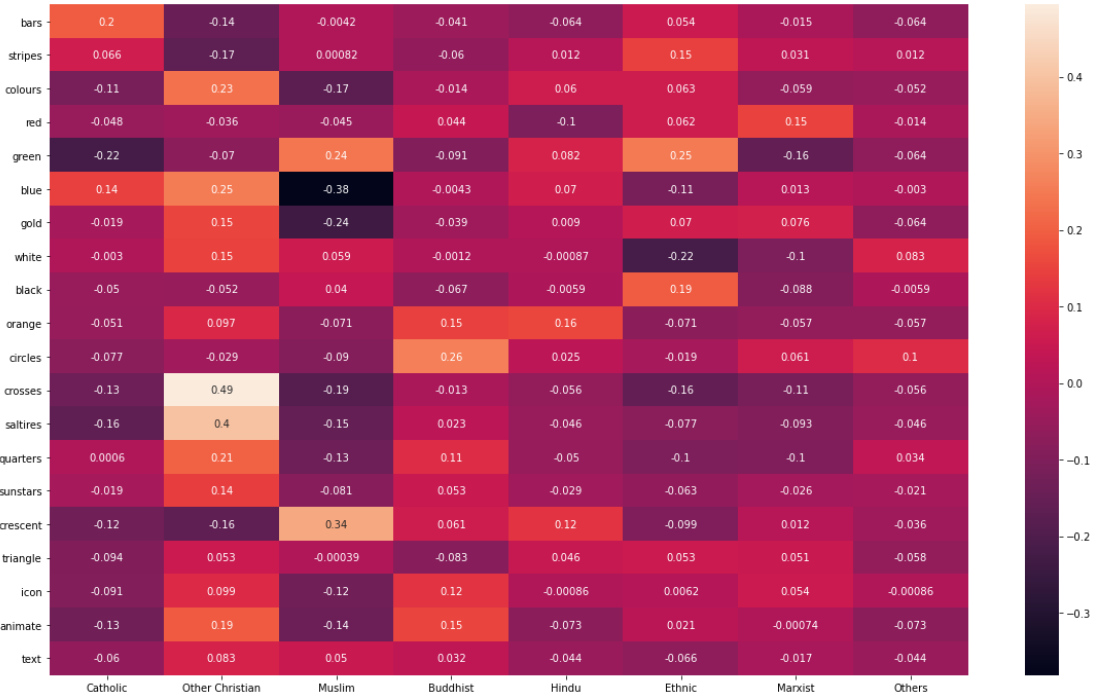 bars 0.2 -0.14 -0.0042 -0.041 -0.064 0.054 -0.015 -0.064
stripes 0.066 -0.17 0.00082 -0.06 0.012 0.15 0.031 0.012
colours -0.11 0.23 -0.17 -0.014 0.06 0.063 -0.059 -0.052
red -0.048 -0.036 -0.045 0.044 -0.1 0.062 0.15 -0.014
green -0.22 -0.07 0.24 -0.091 0.082 0.25 -0.16 -0.064
blue 0.14 0.25 -0.38 -0.0043 0.07 -0.11 0.013 -0.003
gold -0.019 0.15 -0.24 -0.039 0.009 0.07 0.076 -0.064
white -0.003 0.15 0.059 -0.0012 -0.00087 -0.22 -0.1 0.083
black -0.05 -0.052 0.04 -0.067 -0.0059 0.19 -0.088 -0.0059
orange -0.051 0.097 -0.071 0.15 0.16 -0.071 -0.057 -0.057
circles -0.077 -0.029 -0.09 0.26 0.025 -0.019 0.061 0.1
crosses -0.13 0.49 -0.19 -0.013 -0.056 -0.16 -0.11 -0.056
saltires -0.16 0.4 -0.15 0.023 -0.046 -0.077 -0.093 -0.046
quarters 0.0006 0.21 -0.13 0.11 -0.05 -0.1 -0.1 0.034
sunstars -0.019 0.14 -0.081 0.053 -0.029 -0.063 -0.026 -0.021
crescent -0.12 -0.16 0.34 0.061 0.12 -0.099 0.012 -0.036
triangle -0.094 0.053 -0.00039 -0.083 0.046 0.053 0.051 -0.058
icon -0.091 0.099 -0.12 0.12 -0.00086 0.0062 0.054 -0.00086
animate -0.13 0.19 -0.14 0.15 -0.073 0.021 -0.00074 -0.073
text -0.06 0.083 0.05 0.032 -0.044 -0.066 -0.017 -0.044
Catholic Other Christian Muslim Buddhist Hindu Ethnic Marxist Others
0.4
0.3
0.2
0.1
0.0
−0.1
−0.2
−0.3